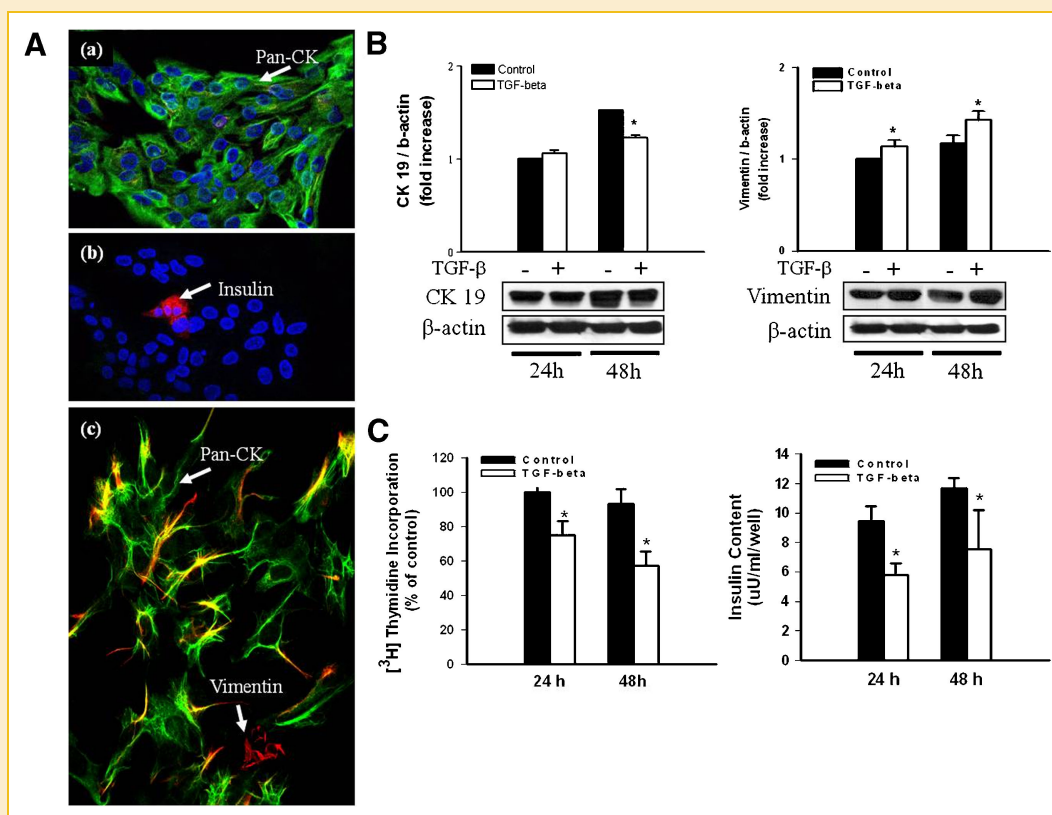 A
(a)
Pan-CK
(b)
Insulin
(c)
Pan-CK
Vimentin
B
CK 19 / b-actin
(fold increase)
2
1
0
Control
TGF-beta
*
TGF-β - + - +
CK 19
β-actin
24h 48h
Vimentin / b-actin
(fold increase)
2
1
0
Control
TGF-beta
*
*
TGF-β - + - +
Vimentin
β-actin
24h 48h
C
[³H] Thymidine Incorporation
(% of control)
120
100
80
60
40
20
0
Control
TGF-beta
*
*
24 h 48h
Insulin Content
(uU/ml/well)
14
12
10
8
6
4
2
0
Control
TGF-beta
*
*
24 h 48 h